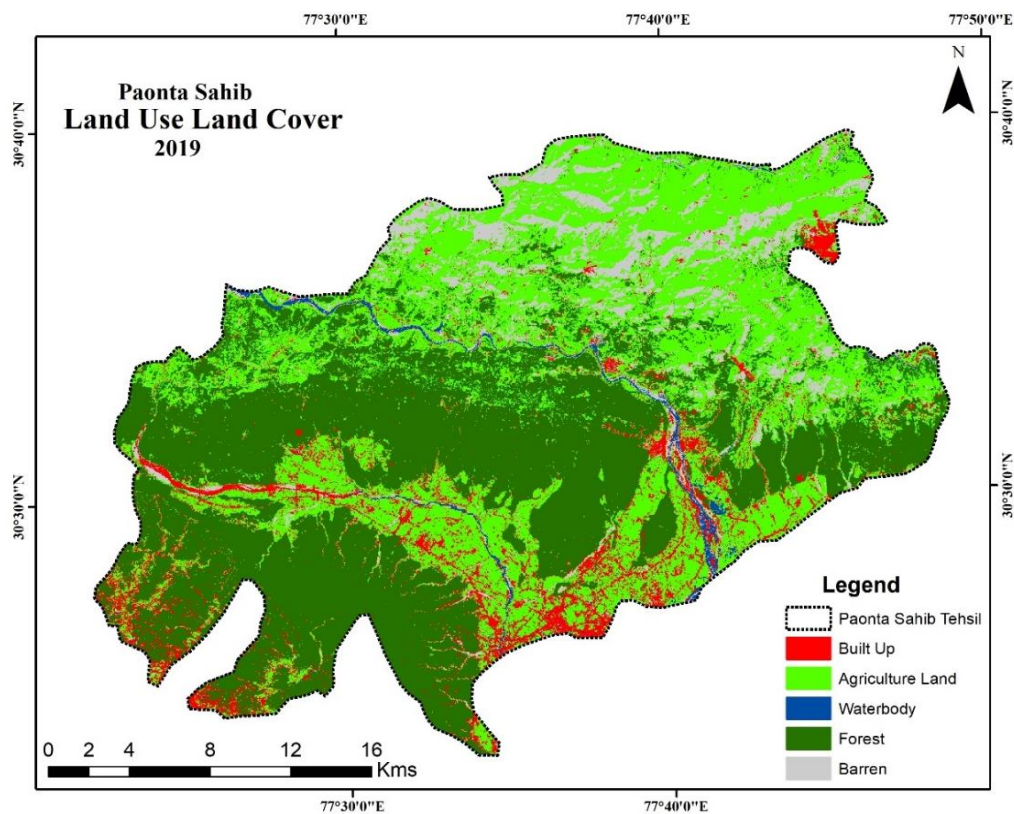 77°30'0"E 77°40'0"E 77°50'0"E
N
Paonta Sahib
Land Use Land Cover
2019
30°40'0"N 30°40'0"N
30°30'0"N 30°30'0"N
Legend
Paonta Sahib Tehsil
Built Up
Agriculture Land
Waterbody
Forest
Barren
0 2 4 8 12 16
Kms
77°30'0"E 77°40'0"E